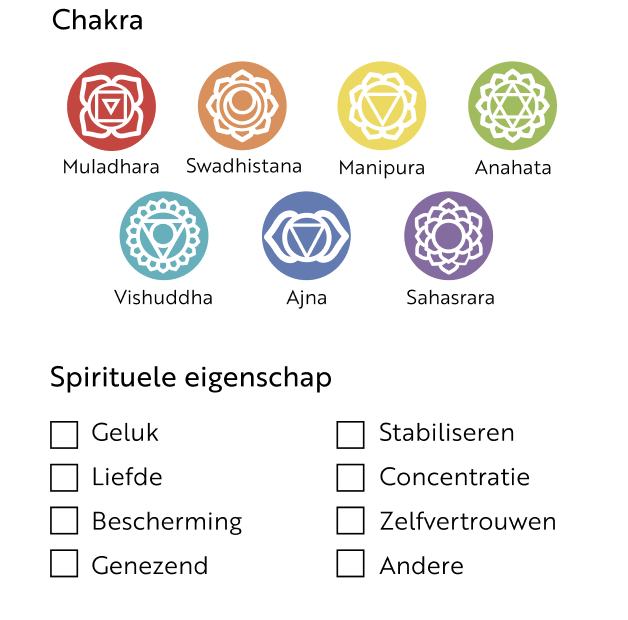 Chakra
Muladhara Swadhistana Manipura Anahata
Vishuddha Ajna Sahasrara
Spirituele eigenschap
Geluk Stabiliseren
Liefde Concentratie
Bescherming Zelfvertrouwen
Genezend Andere